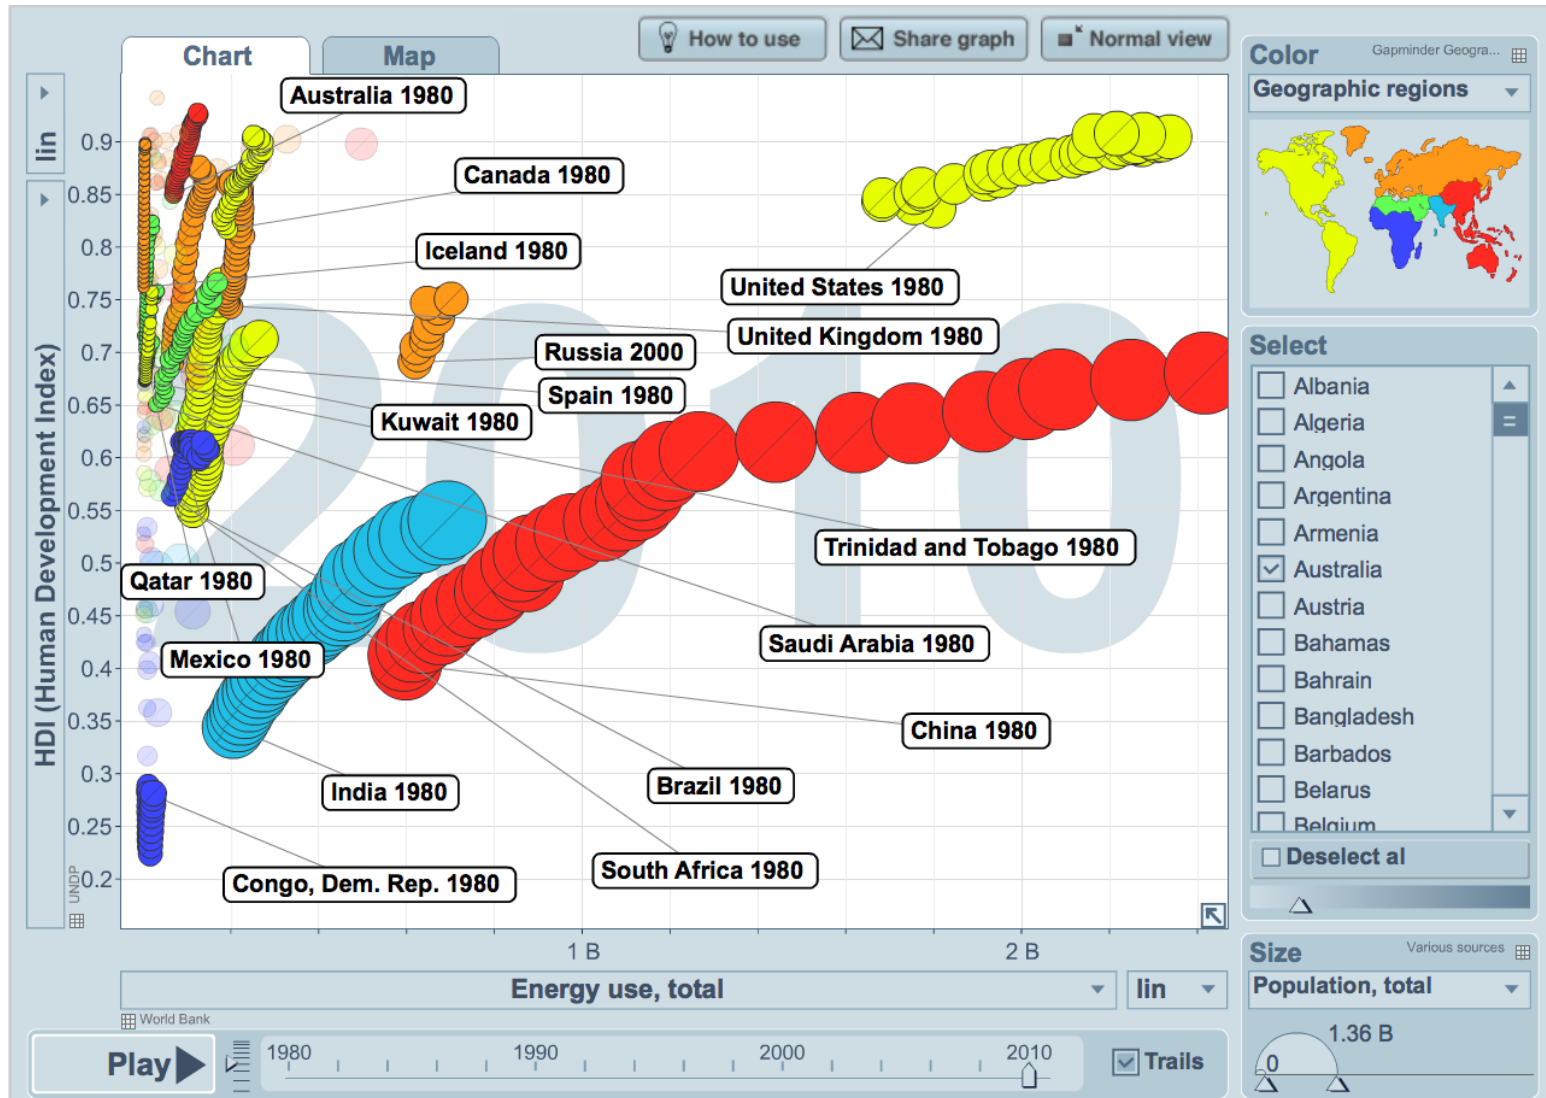 How to use
Share graph
Normal view
Chart
Map
Color
Gapminder Geogra...
Geographic regions
lin
HDI (Human Development Index)
UNDP
0.9
0.85
0.8
0.75
0.7
0.65
0.6
0.55
0.5
0.45
0.4
0.35
0.3
0.25
0.2
2010
Australia 1980
Canada 1980
Iceland 1980
United States 1980
United Kingdom 1980
Russia 2000
Spain 1980
Kuwait 1980
Trinidad and Tobago 1980
Qatar 1980
Saudi Arabia 1980
Mexico 1980
China 1980
Brazil 1980
India 1980
South Africa 1980
Congo, Dem. Rep. 1980
1 B
2 B
Energy use, total
lin
World Bank
Select
Albania
Algeria
Angola
Argentina
Armenia
Australia
Austria
Bahamas
Bahrain
Bangladesh
Barbados
Belarus
Belgium
Deselect al
Size
Various sources
Population, total
1.36 B
0
Play
1980
1990
2000
2010
Trails